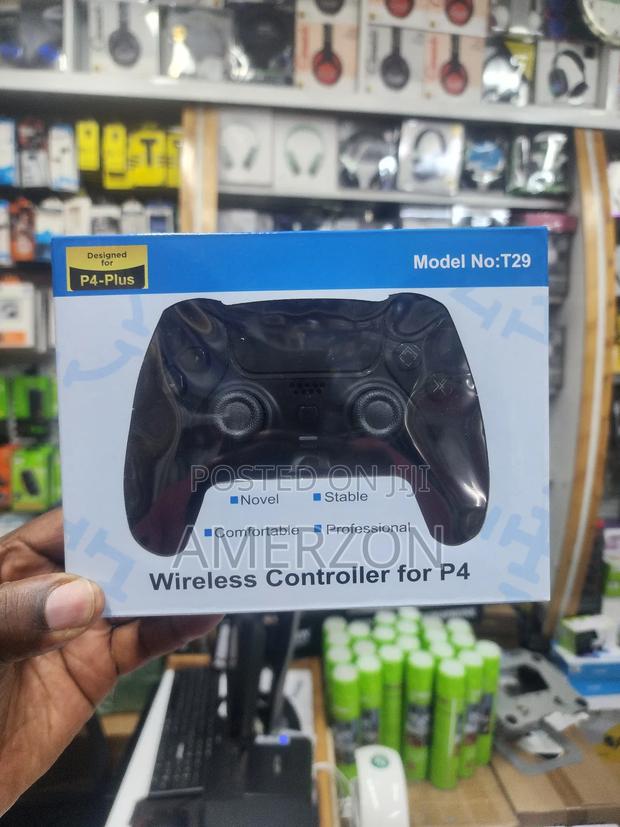 Designed
for
P4-Plus
Model No:T29
POSTED ON JIJI
Novel
Stable
Comfortable
Professional
AMERZON
Wireless Controller for P4